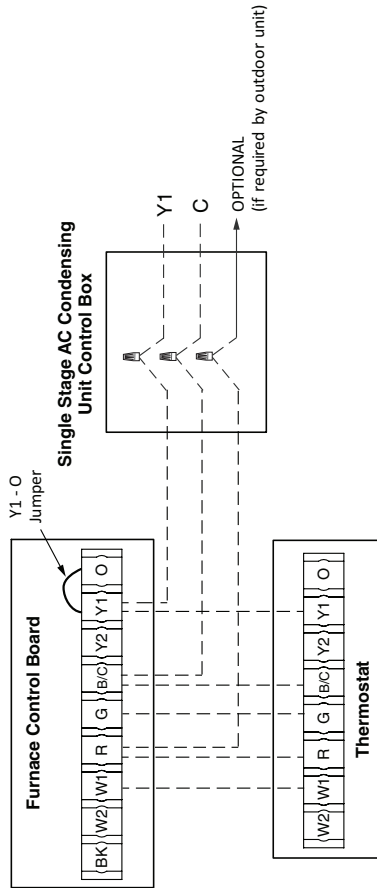 Furnace Control Board
BK W2 W1 R G B/C Y2 Y1 O
Y1 - O
Jumper
Single Stage AC Condensing
Unit Control Box
Y1
C
OPTIONAL
(if required by outdoor unit)
W2 W1 R G B/C Y2 Y1 O
Thermostat